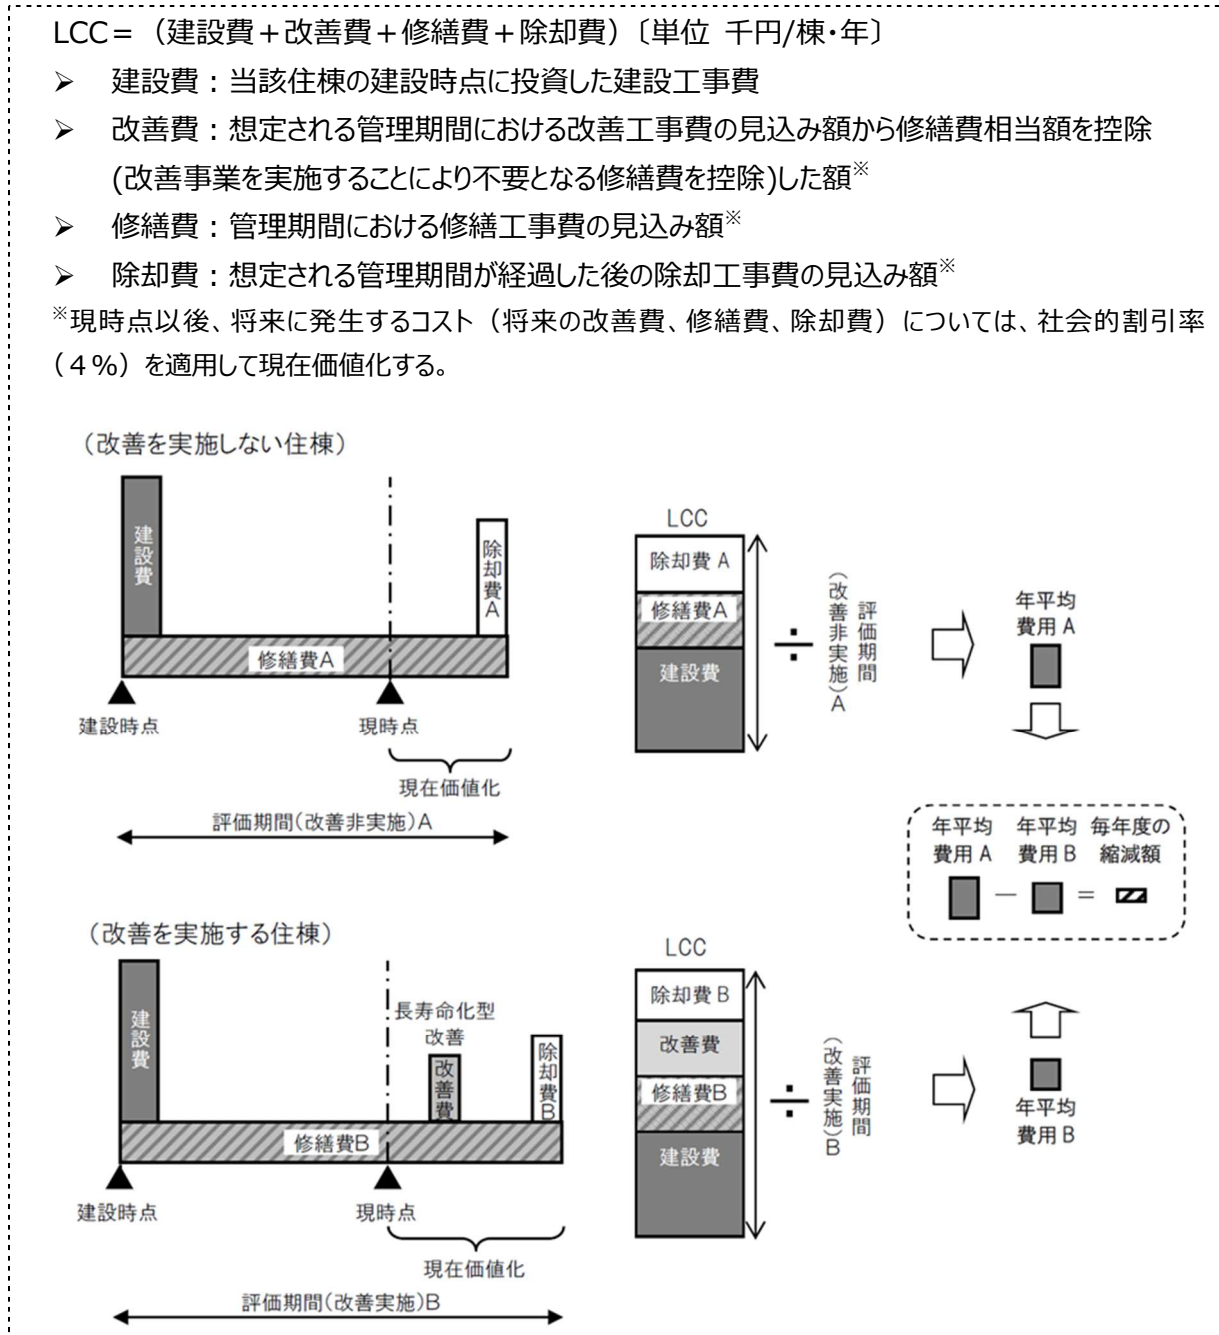 LCC=（建設費＋改善費＋修繕費＋除却費）〔単位 千円/棟・年〕
➤ 建設費：当該住棟の建設時点に投資した建設工事費
➤ 改善費：想定される管理期間における改善工事費の見込み額から修繕費相当額を控除
(改善事業を実施することにより不要となる修繕費を控除)した額※
➤ 修繕費：管理期間における修繕工事費の見込み額※
➤ 除却費：想定される管理期間が経過した後の除却工事費の見込み額※
※現時点以後、将来に発生するコスト（将来の改善費、修繕費、除却費）については、社会的割引率
（４%）を適用して現在価値化する。
（改善を実施しない住棟）
建設費
除却費A
修繕費A
建設時点
現時点
現在価値化
評価期間(改善非実施)A
LCC
除却費 A
修繕費A
建設費
÷
評価期間
(改善非実施)A
年平均
費用 A
年平均
費用 A
年平均
費用 B
毎年度の
縮減額
－
＝
（改善を実施する住棟）
建設費
長寿命化型
改善
改善費
除却費B
修繕費B
建設時点
現時点
現在価値化
評価期間(改善実施)B
LCC
除却費 B
改善費
修繕費B
建設費
÷
評価期間
(改善実施)B
年平均
費用 B